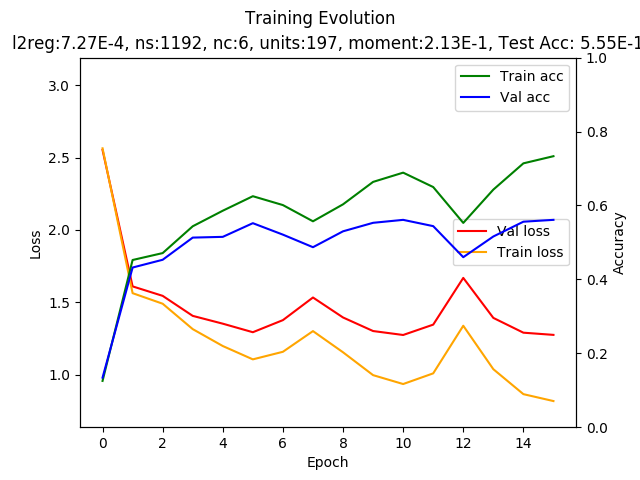 Training Evolution
l2reg:7.27E-4, ns:1192, nc:6, units:197, moment:2.13E-1, Test Acc: 5.55E-1
Train acc
Val acc
Val loss
Train loss
3.0
2.5
2.0
1.5
1.0
Loss
1.0
0.8
0.6
0.4
0.2
0.0
Accuracy
0 2 4 6 8 10 12 14
Epoch